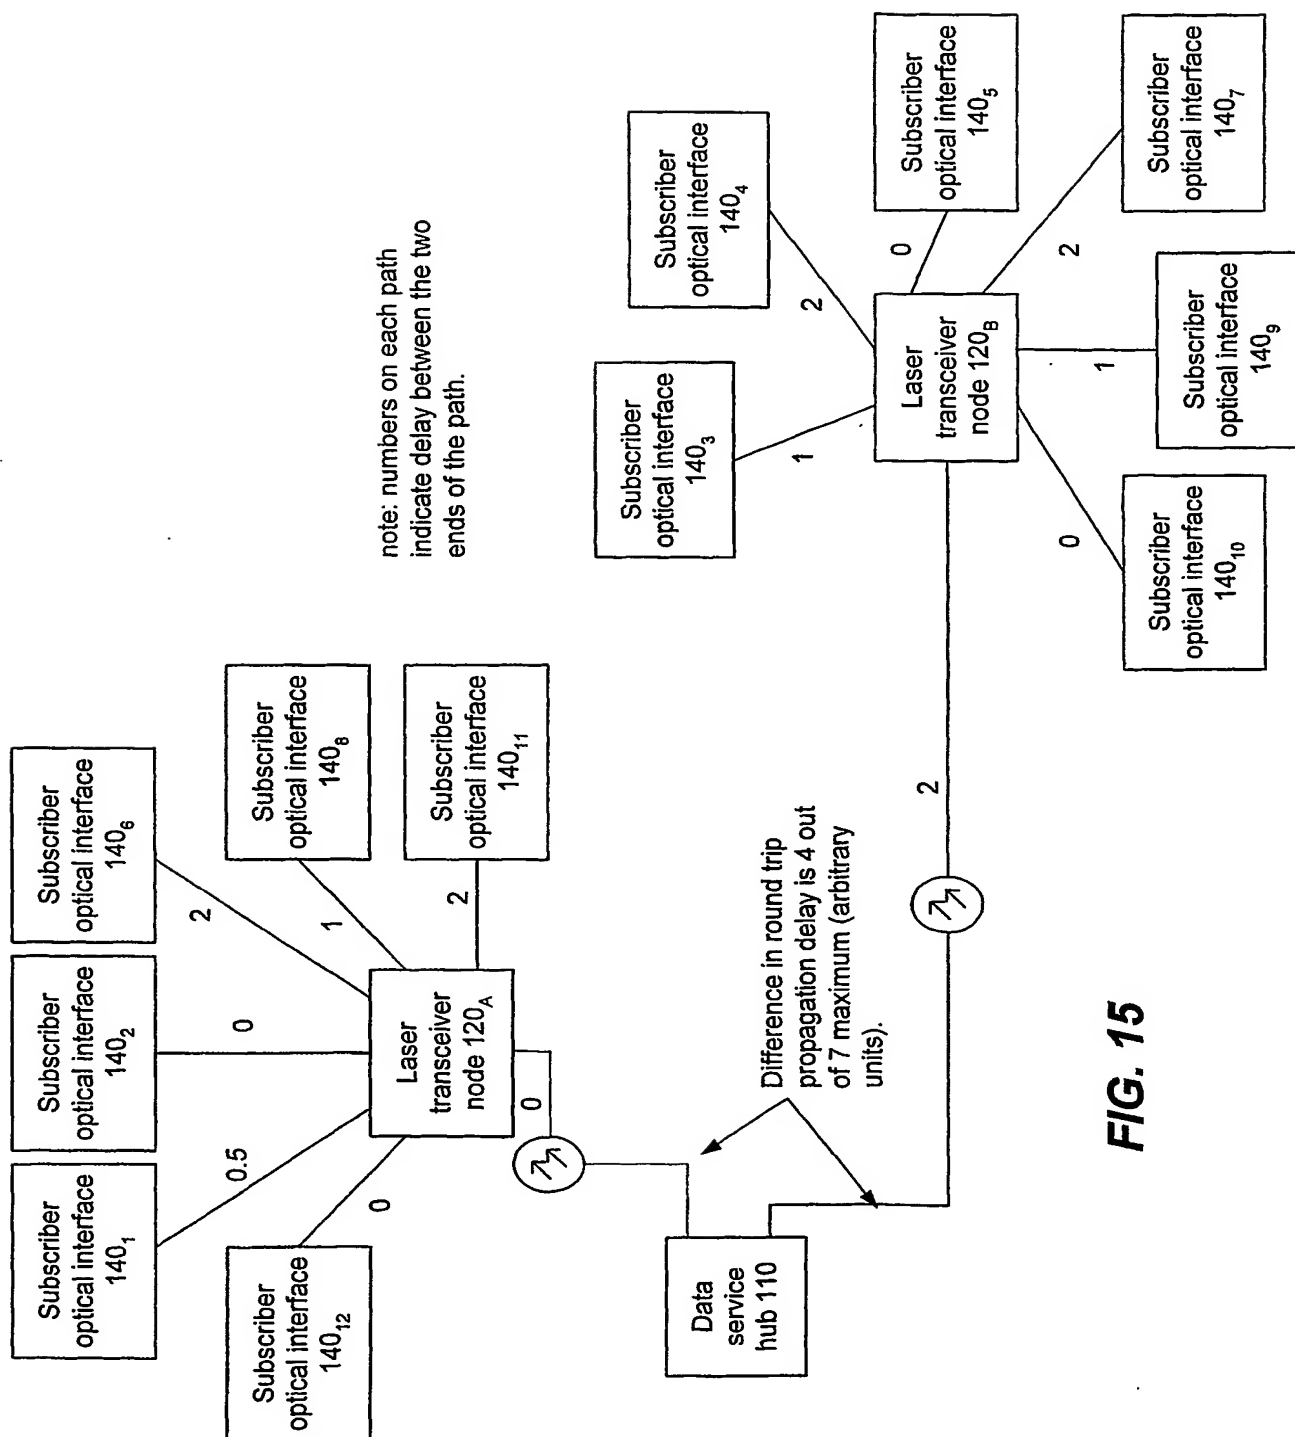 Subscriber
optical interface
140₁
Subscriber
optical interface
140₂
Subscriber
optical interface
140₆
Subscriber
optical interface
140₁₂
Subscriber
optical interface
140₈
Subscriber
optical interface
140₁₁
0.5
0
2
0
1
2
Laser
transceiver
node 120A
0
note: numbers on each path
indicate delay between the two
ends of the path.
Data
service
hub 110
Difference in round trip
propagation delay is 4 out
of 7 maximum (arbitrary
units).
2
Subscriber
optical interface
140₃
Subscriber
optical interface
140₄
Subscriber
optical interface
140₅
1
2
0
Laser
transceiver
node 120B
0
1
2
Subscriber
optical interface
140₁₀
Subscriber
optical interface
140₉
Subscriber
optical interface
140₇
FIG. 15